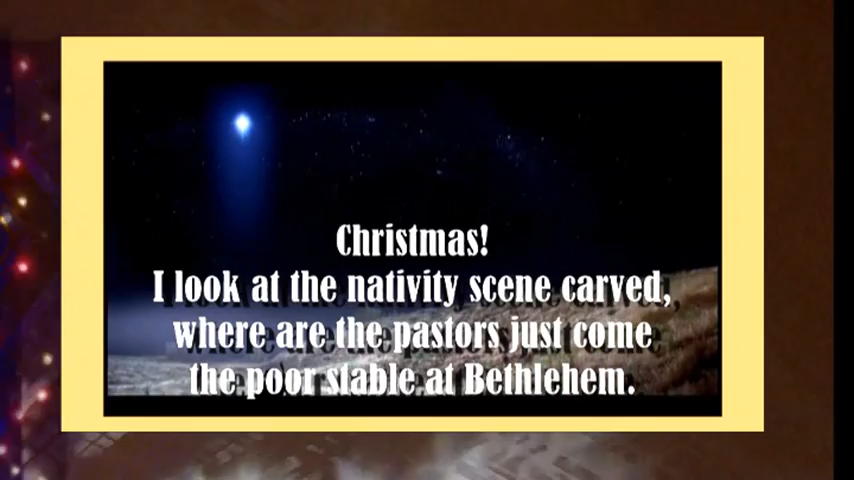 Christmas!
I look at the nativity scene carved,
where are the pastors just come
the poor stable at Bethlehem.